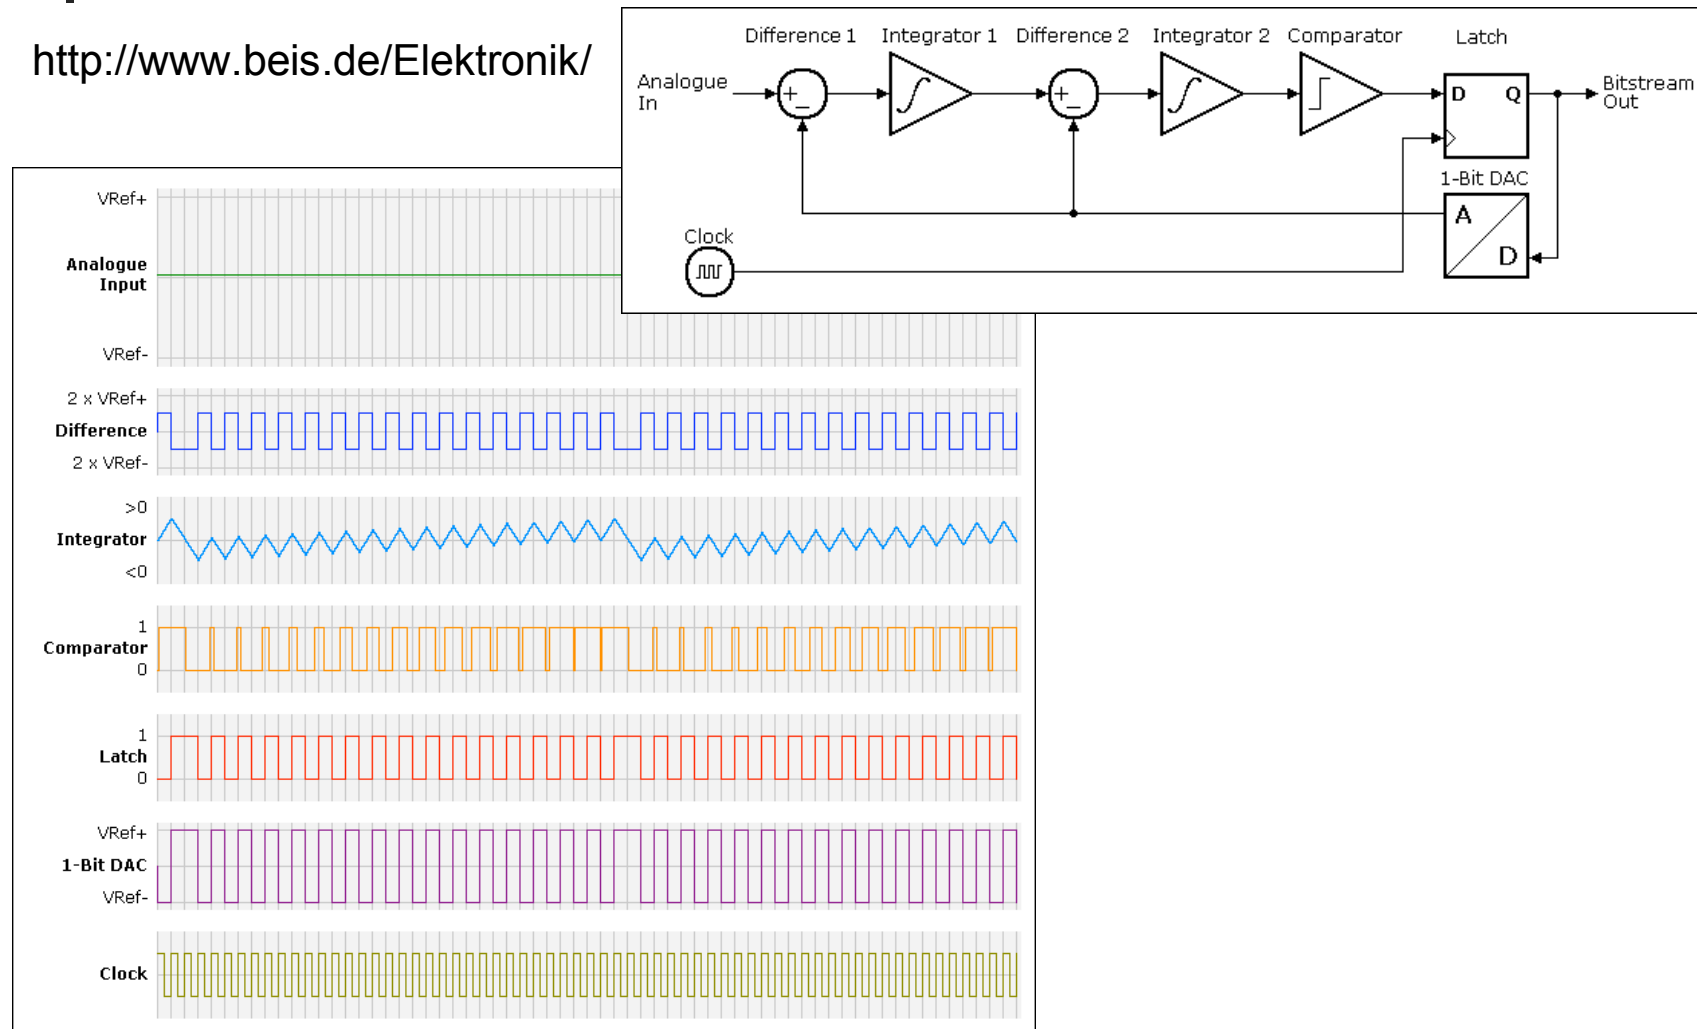 http://www.beis.de/Elektronik/
Difference 1 Integrator 1 Difference 2 Integrator 2 Comparator Latch
Analogue
In
+
_
+
_
D Q
Bitstream
Out
1-Bit DAC
A
D
Clock
VRef+
Analogue
Input
VRef-
2 x VRef+
Difference
2 x VRef-
>0
Integrator
<0
1
Comparator
0
1
Latch
0
VRef+
1-Bit DAC
VRef-
Clock